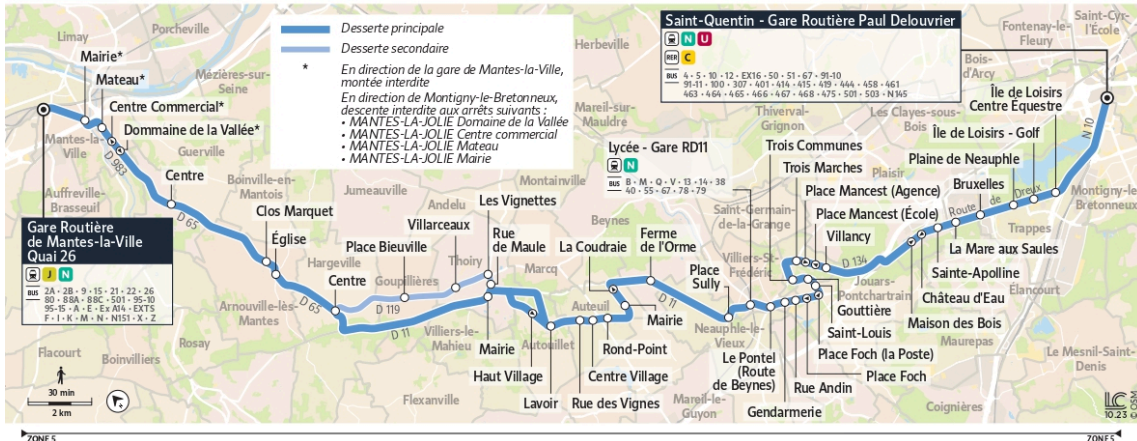 Desserte principale
Desserte secondaire
* En direction de la gare de Mantes-la-Ville,
montée interdite
En direction de Montigny-le-Bretonneux,
descente interdite aux arrêts suivants :
• MANTES-LA-JOLIE Domaine de la Vallée
• MANTES-LA-JOLIE Centre commercial
• MANTES-LA-JOLIE Mateau
• MANTES-LA-JOLIE Mairie
Saint-Quentin - Gare Routière Paul Delouvrier
N U
RER C
BUS 4 • 5 • 10 • 12 • EX16 • 50 • 51 • 67 • 91-10
91-11 • 100 • 307 • 401 • 414 • 415 • 419 • 444 • 458 • 461
463 • 464 • 465 • 466 • 467 • 468 • 475 • 501 • 503 • N145
Gare Routière
de Mantes-la-Ville
Quai 26
J N
BUS 2A • 2B • 9 • 15 • 21 • 22 • 26
80 • 88A • 88C • 501 • 95-10
95-15 • A • E • Ex A14 • EXTS
F • I • K • M • N • N151 • X • Z
Lycée - Gare RD11
N
BUS B • M • Q • V • 13 • 14 • 38
40 • 55 • 67 • 78 • 79
Mairie*
Mateau*
Centre Commercial*
Dommaine de la Vallée*
Centre
Clos Marquet
Église
Centre
Place Bieuville
Villarceaux
Les Vignettes
Rue
de Maule
Mairie
Haut Village
Lavoir
Rue des Vignes
Centre Village
Rond-Point
La Coudraie
Mairie
Ferme
de l'Orme
Place
Sully
Le Pontel
(Route
de Beynes)
Gendarmerie
Rue Andin
Place Foch
Place Foch (la Poste)
Saint-Louis
Gouttière
Trois Communes
Trois Marches
Place Mancest (Agence)
Place Mancest (École)
Villancy
Maison des Bois
Château d'Eau
Sainte-Apolline
La Mare aux Saules
Bruxelles
Plaine de Neauphle
Île de Loisirs - Golf
Île de Loisirs
Centre Équestre
Limay
Porcheville
Mézières-sur-
Seine
Mantes-la-
Ville
Guerville
Auffreville-
Brasseuil
Boinville-en-
Mantois
Jumeauville
Hargeville
Goupillières
Andelu
Thoiry
Montainville
Marcq
Arnouville-lès-
Mantes
Villiers-le-
Mahieu
Autouillet
Auteuil
Beynes
Flacourt
Boinvilliers
Rosay
Flexanville
Herbeville
Mareil-sur-
Mauldre
Thiverval-
Grignon
Saint-Germain-
de-la-Grange
Villiers-St-
Frédéric
Neauphle-le-
Vieux
Mareil-le-
Guyon
Jouars-
Pontchartrain
Plaisir
Les Clayes-sous-
Bois
Bois-
d'Arcy
Fontenay-le-
Fleury
Saint-Cyr-
l'École
Montigny-le-
Bretonneux
Trappes
Élancourt
Maurepas
Coignières
Le Mesnil-Saint-
Denis
D 983
D 65
D 65
D 119
D 11
D 11
D 134
Route de Dreux
N 10
30 min
2 km
LC
10.23
© OSM
ZONE 5
ZONE 5